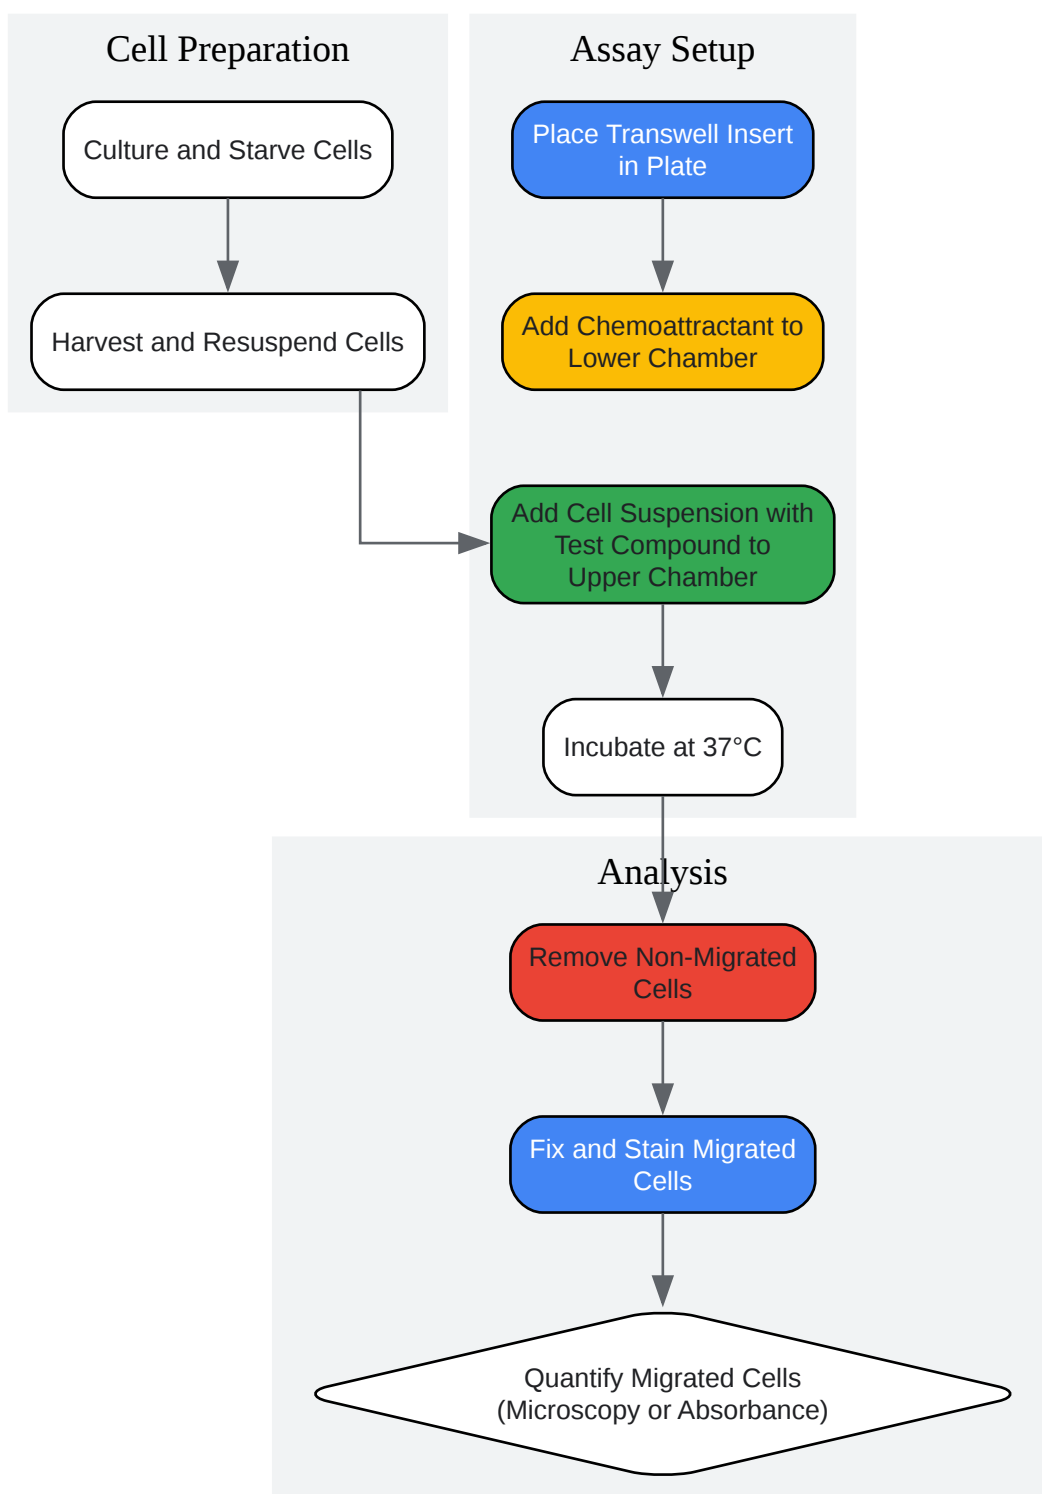 Cell Preparation
Culture and Starve Cells
Harvest and Resuspend Cells
Assay Setup
Place Transwell Insert
in Plate
Add Chemoattractant to
Lower Chamber
Add Cell Suspension with
Test Compound to
Upper Chamber
Incubate at 37°C
Analysis
Remove Non-Migrated
Cells
Fix and Stain Migrated
Cells
Quantify Migrated Cells
(Microscopy or Absorbance)